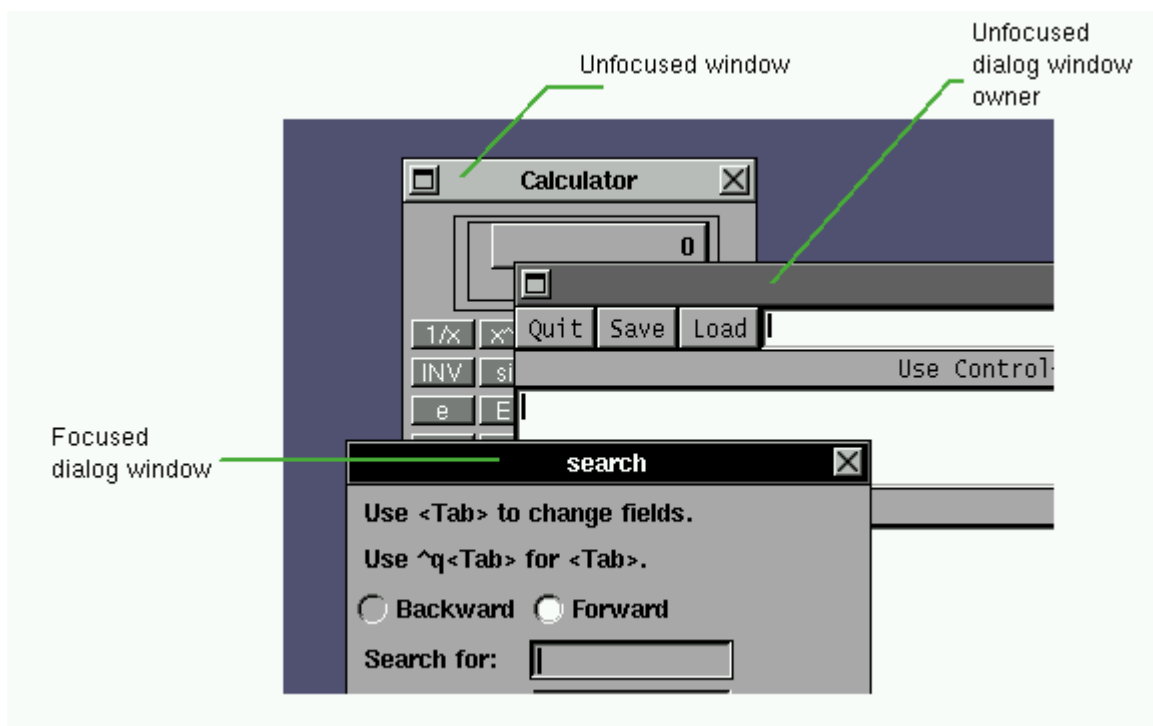 Unfocused window
Unfocused
dialog window
owner
Calculator
0
Quit Save Load
1/x x^
INV si
Use Control-
e E
Focused
dialog window
search
Use <Tab> to change fields.
Use ^q<Tab> for <Tab>.
Backward Forward
Search for: